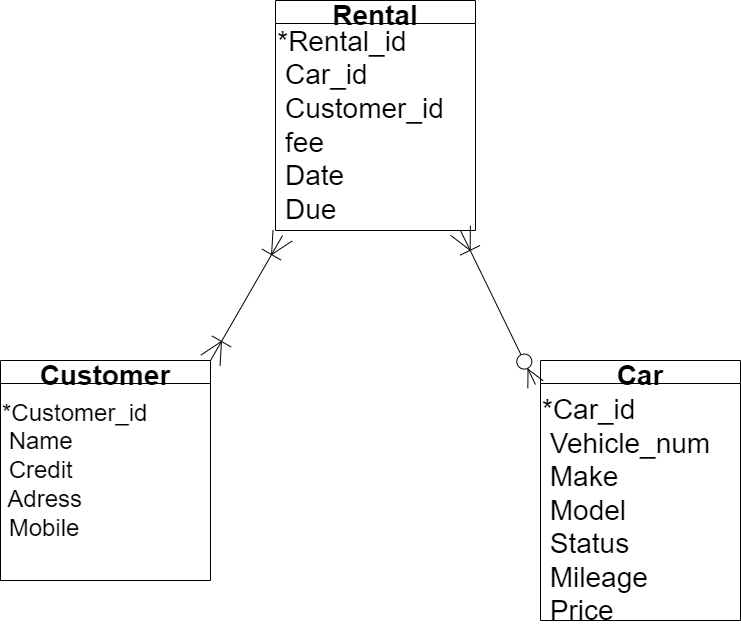 Rental
*Rental_id
Car_id
Customer_id
fee
Date
Due
Customer
*Customer_id
Name
Credit
Adress
Mobile
Car
*Car_id
Vehicle_num
Make
Model
Status
Mileage
Price